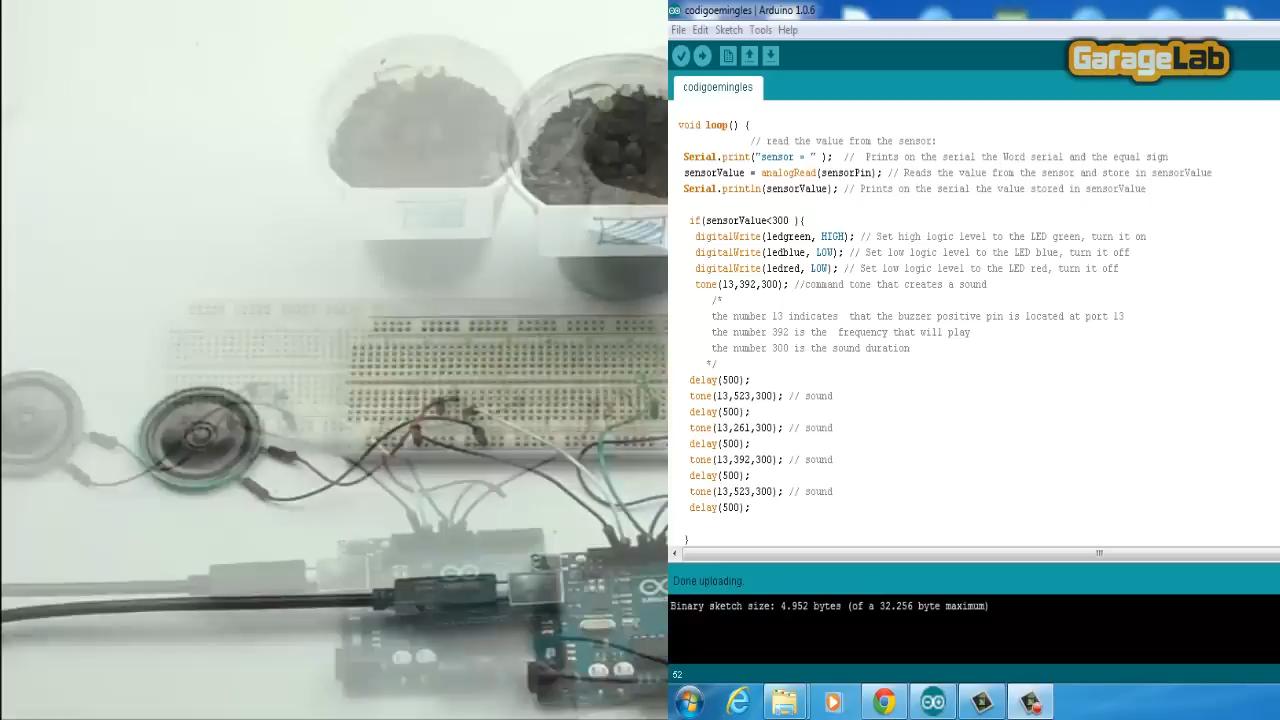 codigoemingles | Arduino 1.0.6
File Edit Sketch Tools Help
GarageLab
codigoemingles
void loop() {
// read the value from the sensor:
Serial.print("sensor = " ); // Prints on the serial the Word serial and the equal sign
sensorValue = analogRead(sensorPin); // Reads the value from the sensor and store in sensorValue
Serial.println(sensorValue); // Prints on the serial the value stored in sensorValue
if(sensorValue<300 ){
digitalWrite(ledgreen, HIGH); // Set high logic level to the LED green, turn it on
digitalWrite(ledblue, LOW); // Set low logic level to the LED blue, turn it off
digitalWrite(ledred, LOW); // Set low logic level to the LED red, turn it off
tone(13,392,300); //command tone that creates a sound
/*
the number 13 indicates that the buzzer positive pin is located at port 13
the number 392 is the frequency that will play
the number 300 is the sound duration
*/
delay(500);
tone(13,523,300); // sound
delay(500);
tone(13,261,300); // sound
delay(500);
tone(13,392,300); // sound
delay(500);
tone(13,523,300); // sound
delay(500);
}
Done uploading.
Binary sketch size: 4.952 bytes (of a 32.256 byte maximum)
52